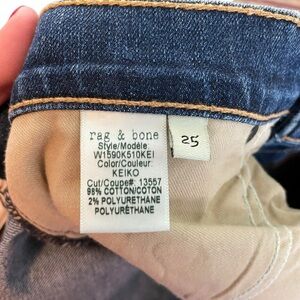 rag & bone
Style/Modèle:
W1590K510KEI
Color/Couleur:
KEIKO
Cut/Coupe#: 13557
98% COTTON/COTON
2% POLYURETHANE
POLYURÉTHANE
25